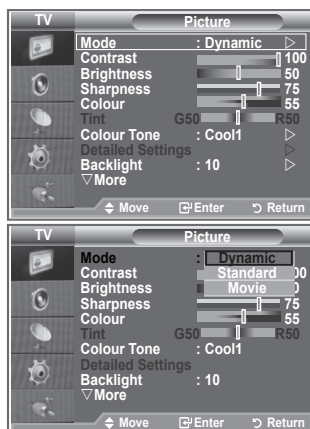 TV Picture
Mode : Dynamic ▷
Contrast 100
Brightness 50
Sharpness 75
Colour 55
Tint G50 R50
Colour Tone : Cool1 ▷
Detailed Settings ▷
Backlight : 10 ▷
▽More
Move Enter Return
TV Picture
Mode : Dynamic
Contrast Standard 00
Brightness Movie
Sharpness 75
Colour 55
Tint G50 R50
Colour Tone : Cool1
Detailed Settings
Backlight : 10
▽More
Move Enter Return